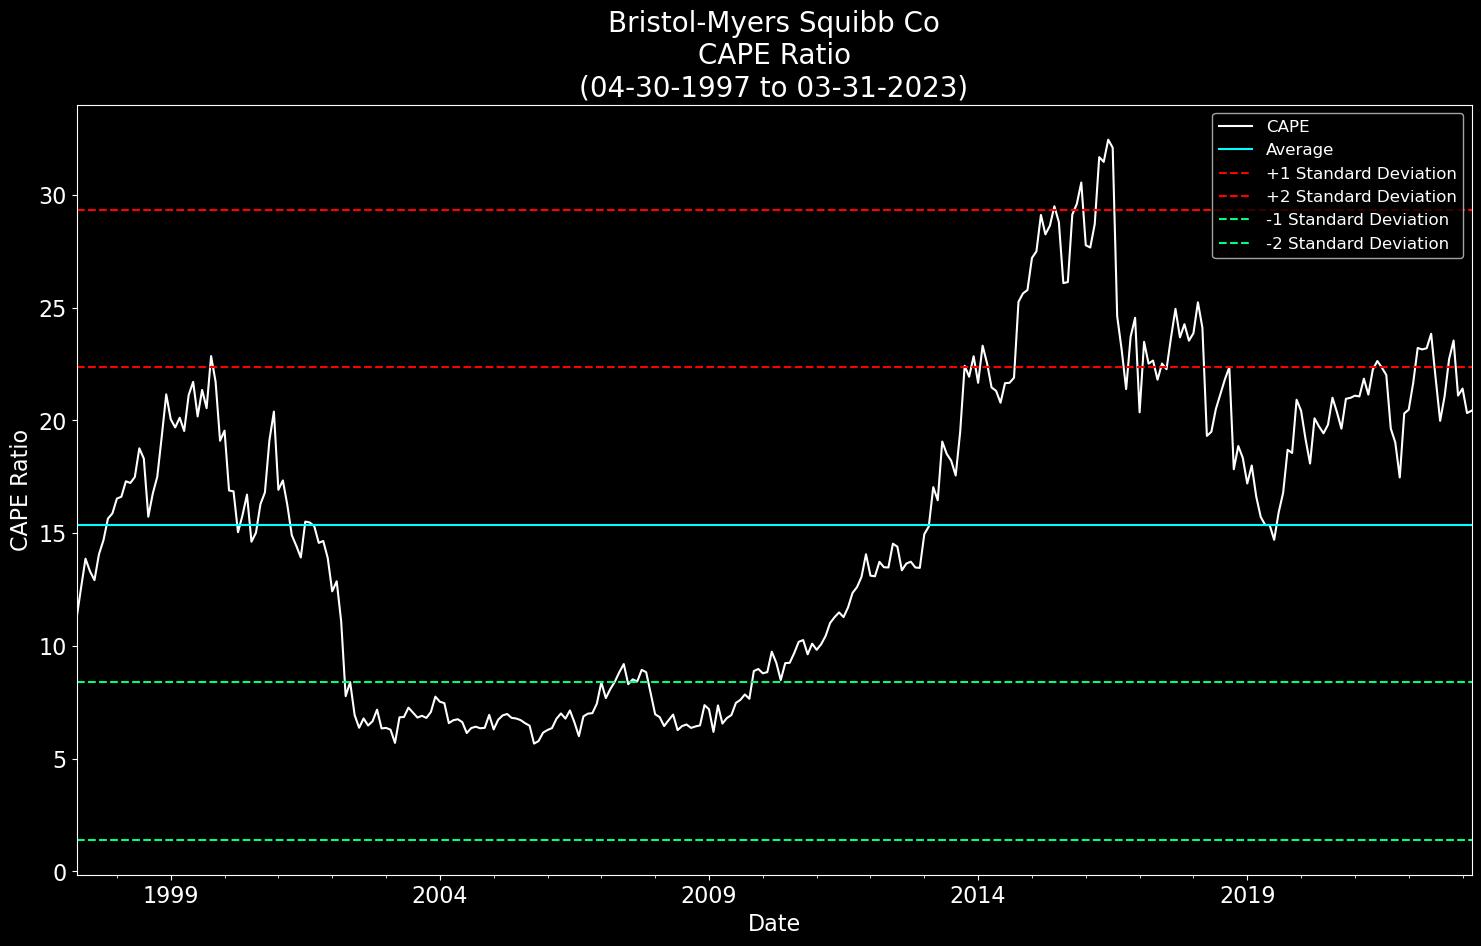 Bristol-Myers Squibb Co
CAPE Ratio
(04-30-1997 to 03-31-2023)
CAPE
Average
+1 Standard Deviation
+2 Standard Deviation
-1 Standard Deviation
-2 Standard Deviation
CAPE Ratio
30
25
20
15
10
5
0
1999 2004 2009 2014 2019
Date